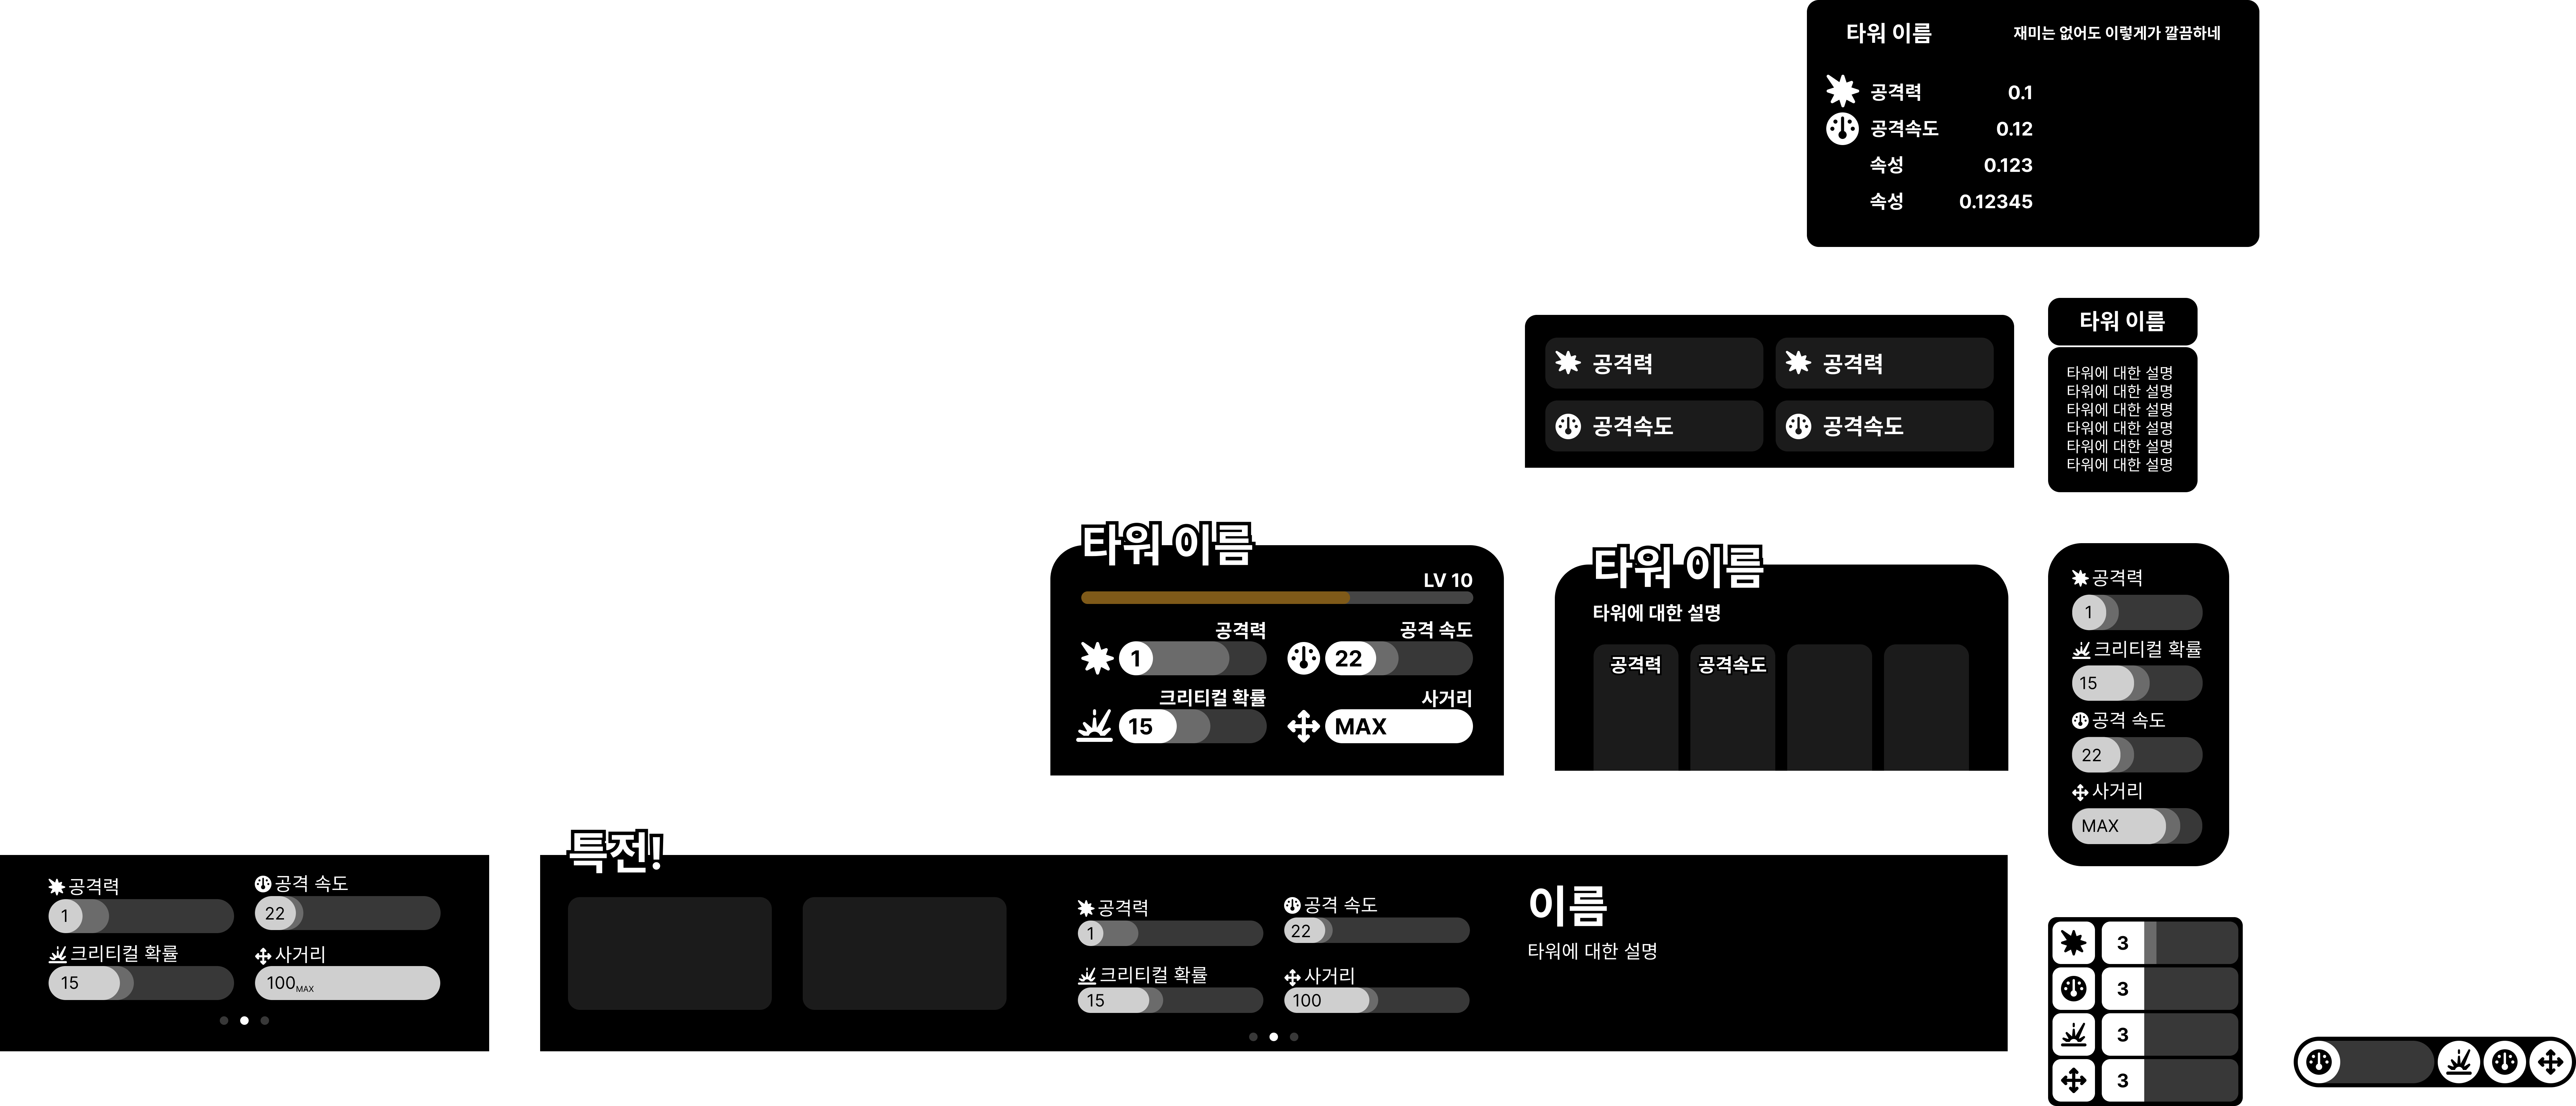 타워 이름
재미는 없어도 이렇게가 깔끔하네
공격력 0.1
공격속도 0.12
속성 0.123
속성 0.12345
공격력
공격력
공격속도
공격속도
타워 이름
타워에 대한 설명
타워에 대한 설명
타워에 대한 설명
타워에 대한 설명
타워에 대한 설명
타워에 대한 설명
타워 이름
LV 10
공격력
1
공격 속도
22
크리티컬 확률
15
사거리
MAX
타워 이름
타워에 대한 설명
공격력
공격속도
공격력
1
크리티컬 확률
15
공격 속도
22
사거리
MAX
공격력
1
공격 속도
22
크리티컬 확률
15
사거리
100MAX
특전!
공격력
1
공격 속도
22
크리티컬 확률
15
사거리
100
이름
타워에 대한 설명
3
3
3
3